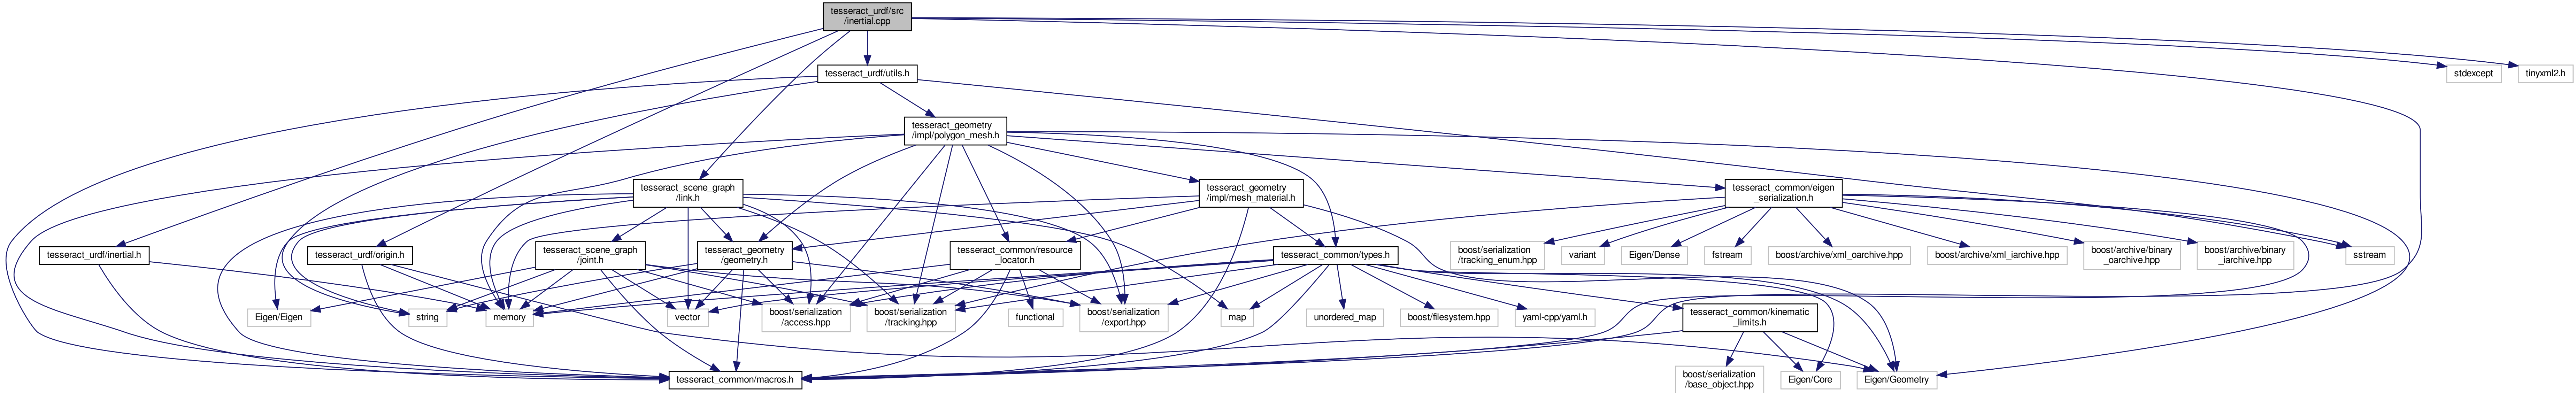 tesseract_urdf/src
/inertial.cpp
tesseract_urdf/utils.h
stdexcept
tinyxml2.h
tesseract_geometry
/impl/polygon_mesh.h
tesseract_scene_graph
/link.h
tesseract_geometry
/impl/mesh_material.h
tesseract_common/eigen
_serialization.h
tesseract_urdf/inertial.h
tesseract_urdf/origin.h
tesseract_scene_graph
/joint.h
tesseract_geometry
/geometry.h
tesseract_common/resource
_locator.h
tesseract_common/types.h
boost/serialization
/tracking_enum.hpp
variant
Eigen/Dense
fstream
boost/archive/xml_oarchive.hpp
boost/archive/xml_iarchive.hpp
boost/archive/binary
_oarchive.hpp
boost/archive/binary
_iarchive.hpp
sstream
Eigen/Eigen
string
memory
vector
boost/serialization
/access.hpp
boost/serialization
/tracking.hpp
functional
boost/serialization
/export.hpp
map
unordered_map
boost/filesystem.hpp
yaml-cpp/yaml.h
tesseract_common/kinematic
_limits.h
tesseract_common/macros.h
boost/serialization
/base_object.hpp
Eigen/Core
Eigen/Geometry